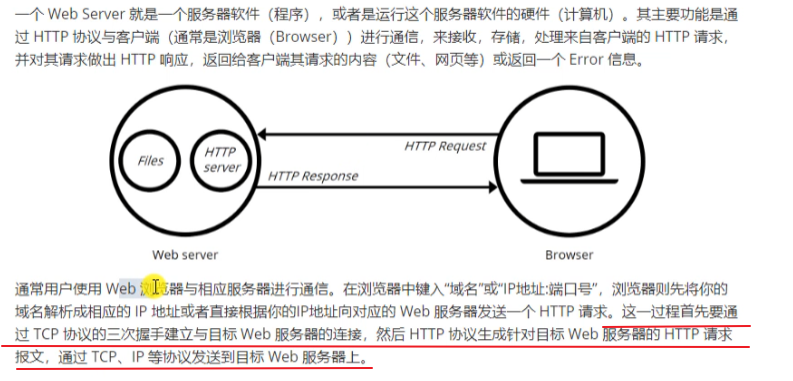 一个 Web Server 就是一个服务器软件（程序），或者是运行这个服务器软件的硬件（计算机）。其主要功能是通
过 HTTP 协议与客户端（通常是浏览器（Browser））进行通信，来接收，存储，处理来自客户端的 HTTP 请求，
并对其请求做出 HTTP 响应，返回给客户端其请求的内容（文件、网页等）或返回一个 Error 信息。
Files
HTTP
server
HTTP Request
HTTP Response
Web server
Browser
通常用户使用 Web 浏览器与相应服务器进行通信。在浏览器中键入“域名”或“IP地址:端口号”，浏览器则先将你的
域名解析成相应的 IP 地址或者直接根据你的IP地址向对应的 Web 服务器发送一个 HTTP 请求。这一过程首先要通
过 TCP 协议的三次握手建立与目标 Web 服务器的连接，然后 HTTP 协议生成针对目标 Web 服务器的 HTTP 请求
报文，通过 TCP、IP 等协议发送到目标 Web 服务器上。